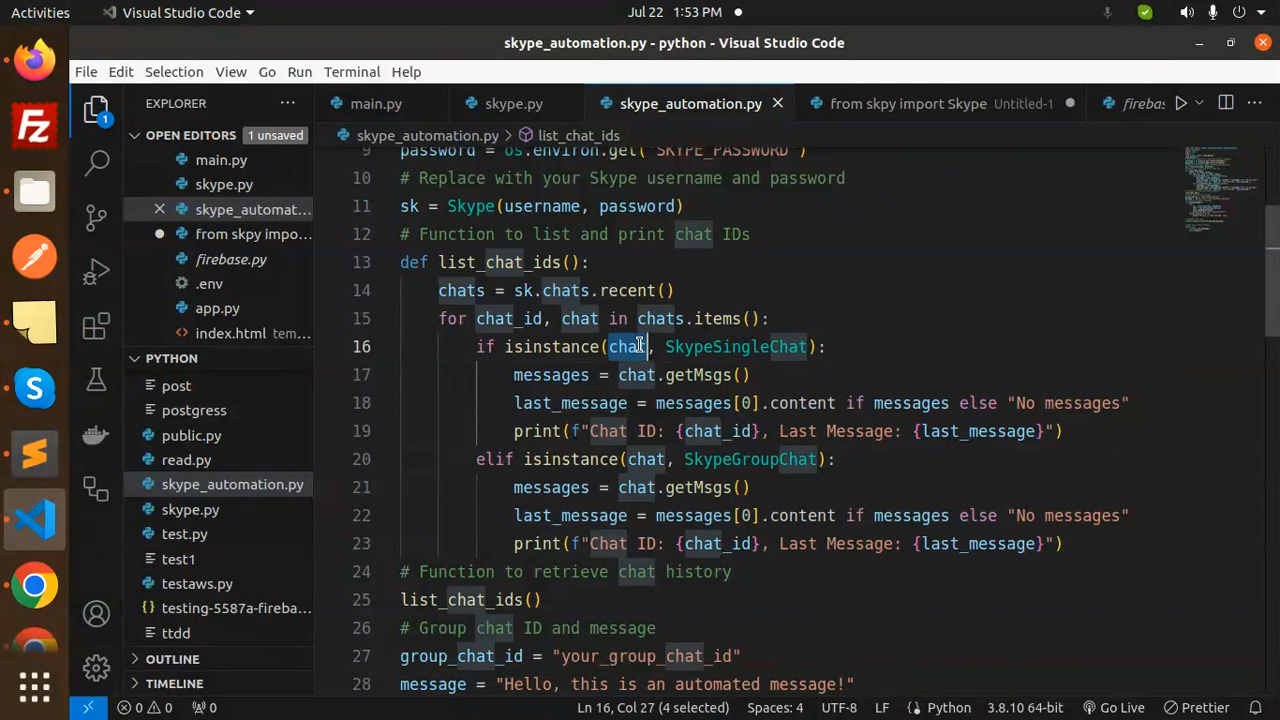 Activities
Visual Studio Code
Jul 22 1:53 PM
skype_automation.py - python - Visual Studio Code
File Edit Selection View Go Run Terminal Help
EXPLORER
main.py
skype.py
skype_automation.py
from skpy import Skype Untitled-1
fireba:
OPEN EDITORS 1 unsaved
main.py
skype.py
skype_automat...
from skpy impo...
firebase.py
.env
app.py
index.html tem...
PYTHON
post
postgress
public.py
read.py
skype_automation.py
skype.py
test.py
test1
testaws.py
testing-5587a-fireba...
ttdd
OUTLINE
TIMELINE
skype_automation.py > list_chat_ids
9 password = os.environ.get("SKYPE_PASSWORD")
10 # Replace with your Skype username and password
11 sk = Skype(username, password)
12 # Function to list and print chat IDs
13 def list_chat_ids():
14 chats = sk.chats.recent()
15 for chat_id, chat in chats.items():
16 if isinstance(chat, SkypeSingleChat):
17 messages = chat.getMsgs()
18 last_message = messages[0].content if messages else "No messages"
19 print(f"Chat ID: {chat_id}, Last Message: {last_message}")
20 elif isinstance(chat, SkypeGroupChat):
21 messages = chat.getMsgs()
22 last_message = messages[0].content if messages else "No messages"
23 print(f"Chat ID: {chat_id}, Last Message: {last_message}")
24 # Function to retrieve chat history
25 list_chat_ids()
26 # Group chat ID and message
27 group_chat_id = "your_group_chat_id"
28 message = "Hello, this is an automated message!"
0 0 0
Ln 16, Col 27 (4 selected) Spaces: 4 UTF-8 LF Python 3.8.10 64-bit Go Live Prettier